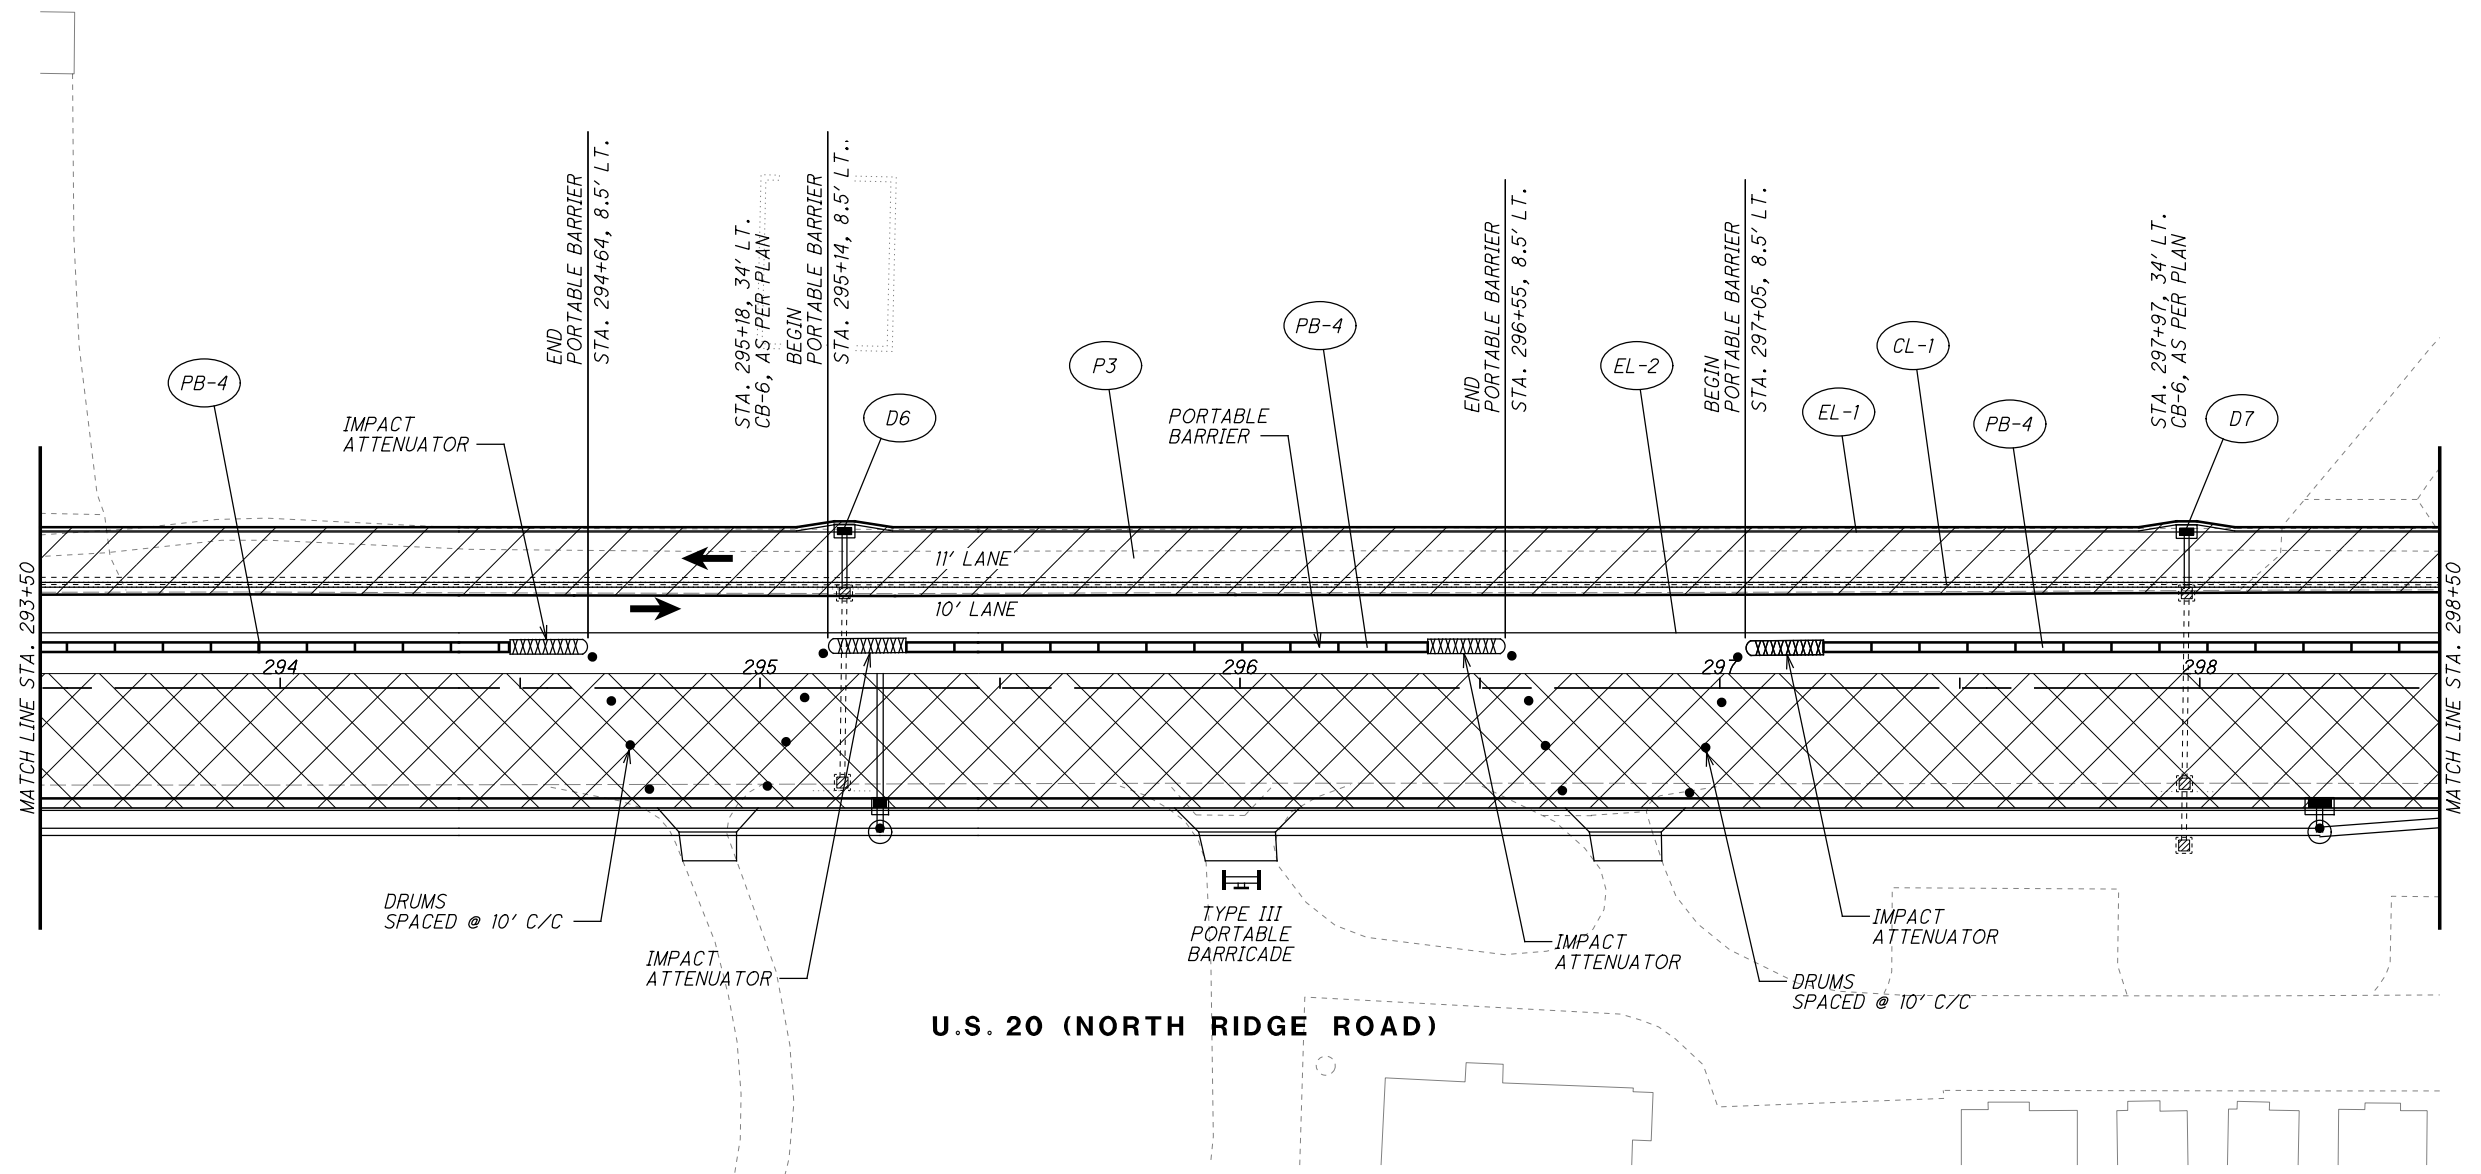 END
PORTABLE BARRIER
STA. 294+64, 8.5' LT.
STA. 295+18, 34' LT.
CB-6, AS PER PLAN
BEGIN
PORTABLE BARRIER
STA. 295+14, 8.5' LT.
END
PORTABLE BARRIER
STA. 296+55, 8.5' LT.
BEGIN
PORTABLE BARRIER
STA. 297+05, 8.5' LT.
STA. 297+97, 34' LT.
CB-6, AS PER PLAN
PB-4
IMPACT
ATTENUATOR
D6
P3
PORTABLE
BARRIER
PB-4
EL-2
EL-1
CL-1
PB-4
D7
MATCH LINE STA. 293+50
11' LANE
10' LANE
294
295
296
297
298
MATCH LINE STA. 298+50
DRUMS
SPACED @ 10' C/C
IMPACT
ATTENUATOR
TYPE III
PORTABLE
BARRICADE
IMPACT
ATTENUATOR
IMPACT
ATTENUATOR
DRUMS
SPACED @ 10' C/C
U.S. 20 (NORTH RIDGE ROAD)